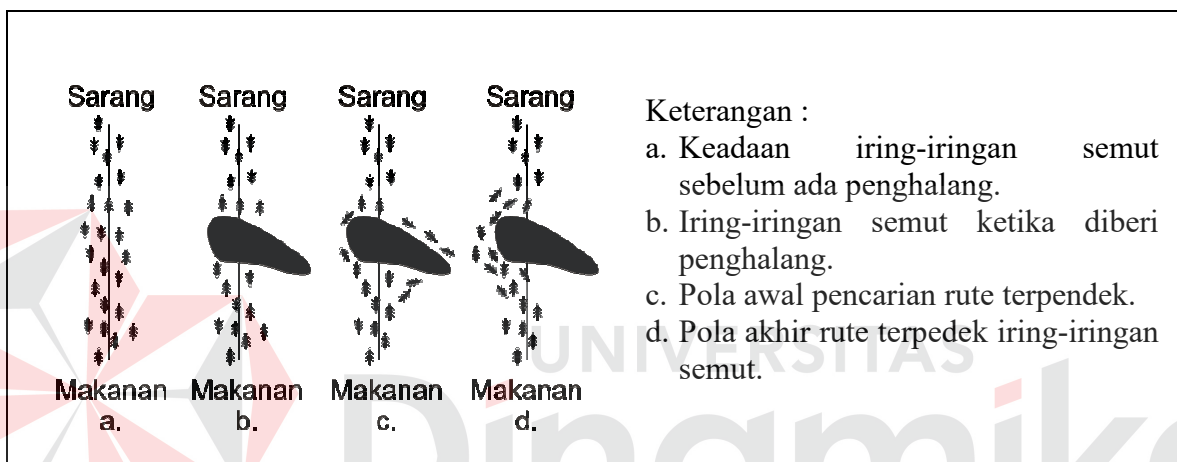 Sarang Sarang Sarang Sarang
Makanan Makanan Makanan Makanan
a. b. c. d.
Keterangan :
a. Keadaan iring-iringan semut
sebelum ada penghalang.
b. Iring-iringan semut ketika diberi
penghalang.
c. Pola awal pencarian rute terpendek.
d. Pola akhir rute terpedek iring-iringan
semut.
UNIVERSITAS
Dinamika